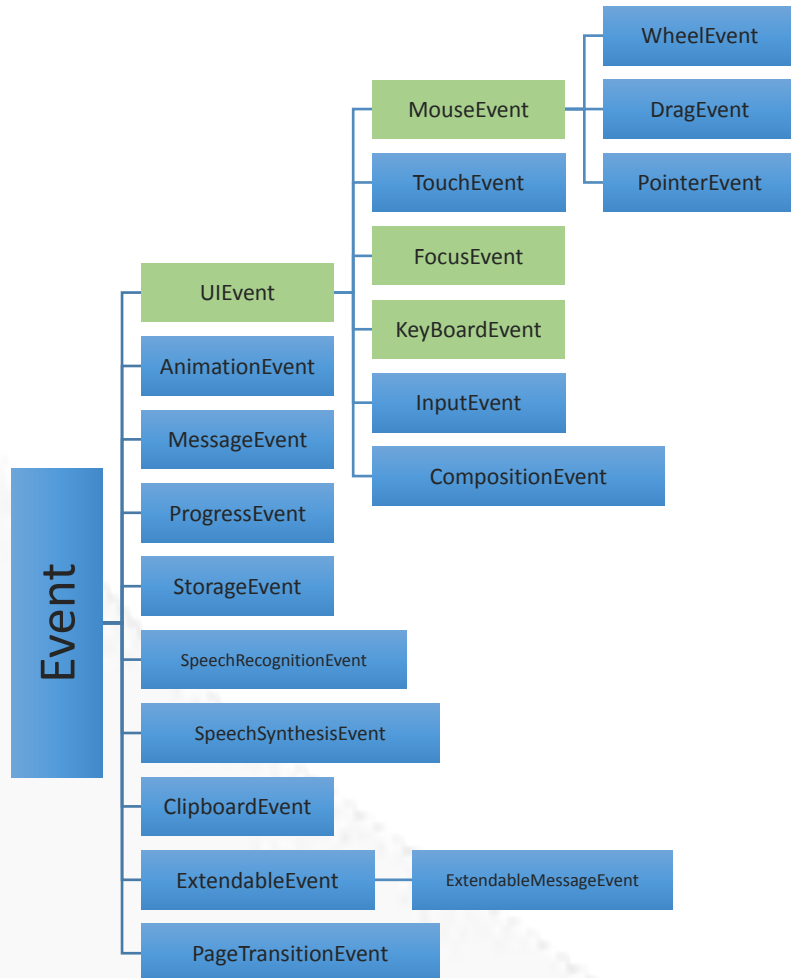 WheelEvent
MouseEvent
DragEvent
TouchEvent
PointerEvent
FocusEvent
UIEvent
KeyBoardEvent
AnimationEvent
InputEvent
MessageEvent
CompositionEvent
ProgressEvent
Event
StorageEvent
SpeechRecognitionEvent
SpeechSynthesisEvent
ClipboardEvent
ExtendableEvent
ExtendableMessageEvent
PageTransitionEvent